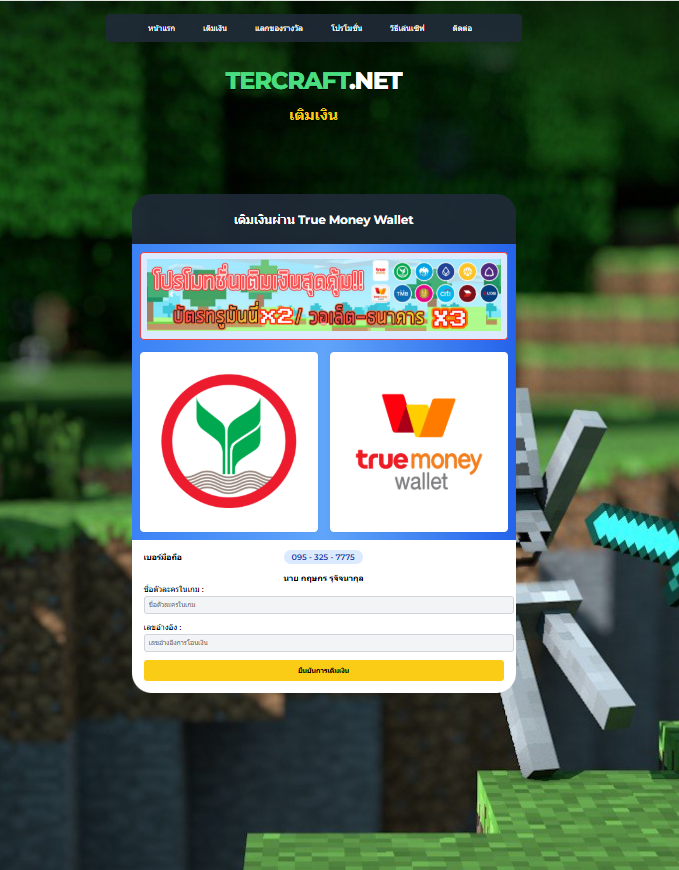 หน้าแรก เติมเงิน แลกของรางวัล โปรโมชั่น วิธีเล่นเซิฟ ติดต่อ
TERCRAFT.NET
เติมเงิน
เติมเงินผ่าน True Money Wallet
โปรโมทชั่นเติมเงินสุดคุ้ม!!
บัตรทรูมันนี่ x2 / วอเล็ต-ธนาคาร x3
TMB citi UOB
true money
wallet
เบอร์มือถือ 095 - 325 - 7775
นาย กฤษกร รุจิจนากุล
ชื่อตัวละครในเกม :
ชื่อตัวละครในเกม
เลขอ้างอิง :
เลขอ้างอิงการโอนเงิน
ยืนยันการเติมเงิน